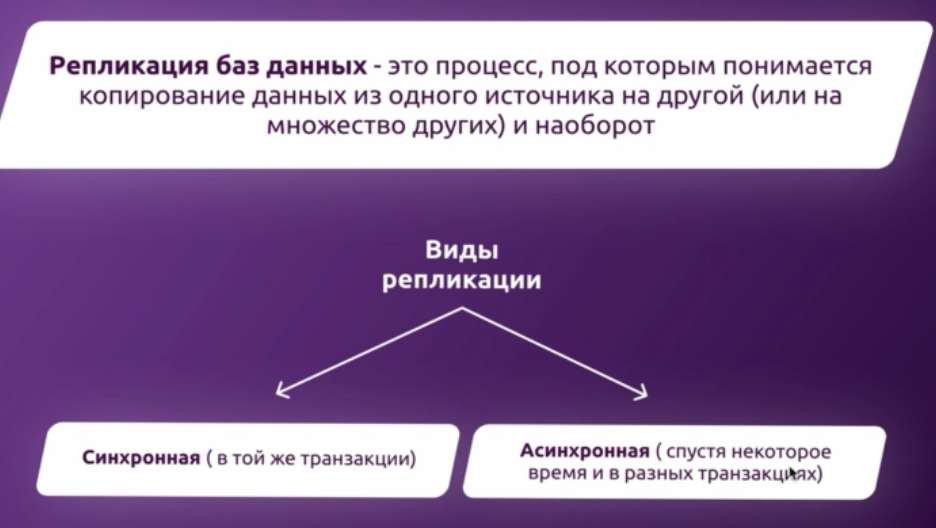 Репликация баз данных - это процесс, под которым понимается
копирование данных из одного источника на другой (или на
множество других) и наоборот
Виды
репликации
Синхронная ( в той же транзакции)
Асинхронная ( спустя некоторое
время и в разных транзакциях)